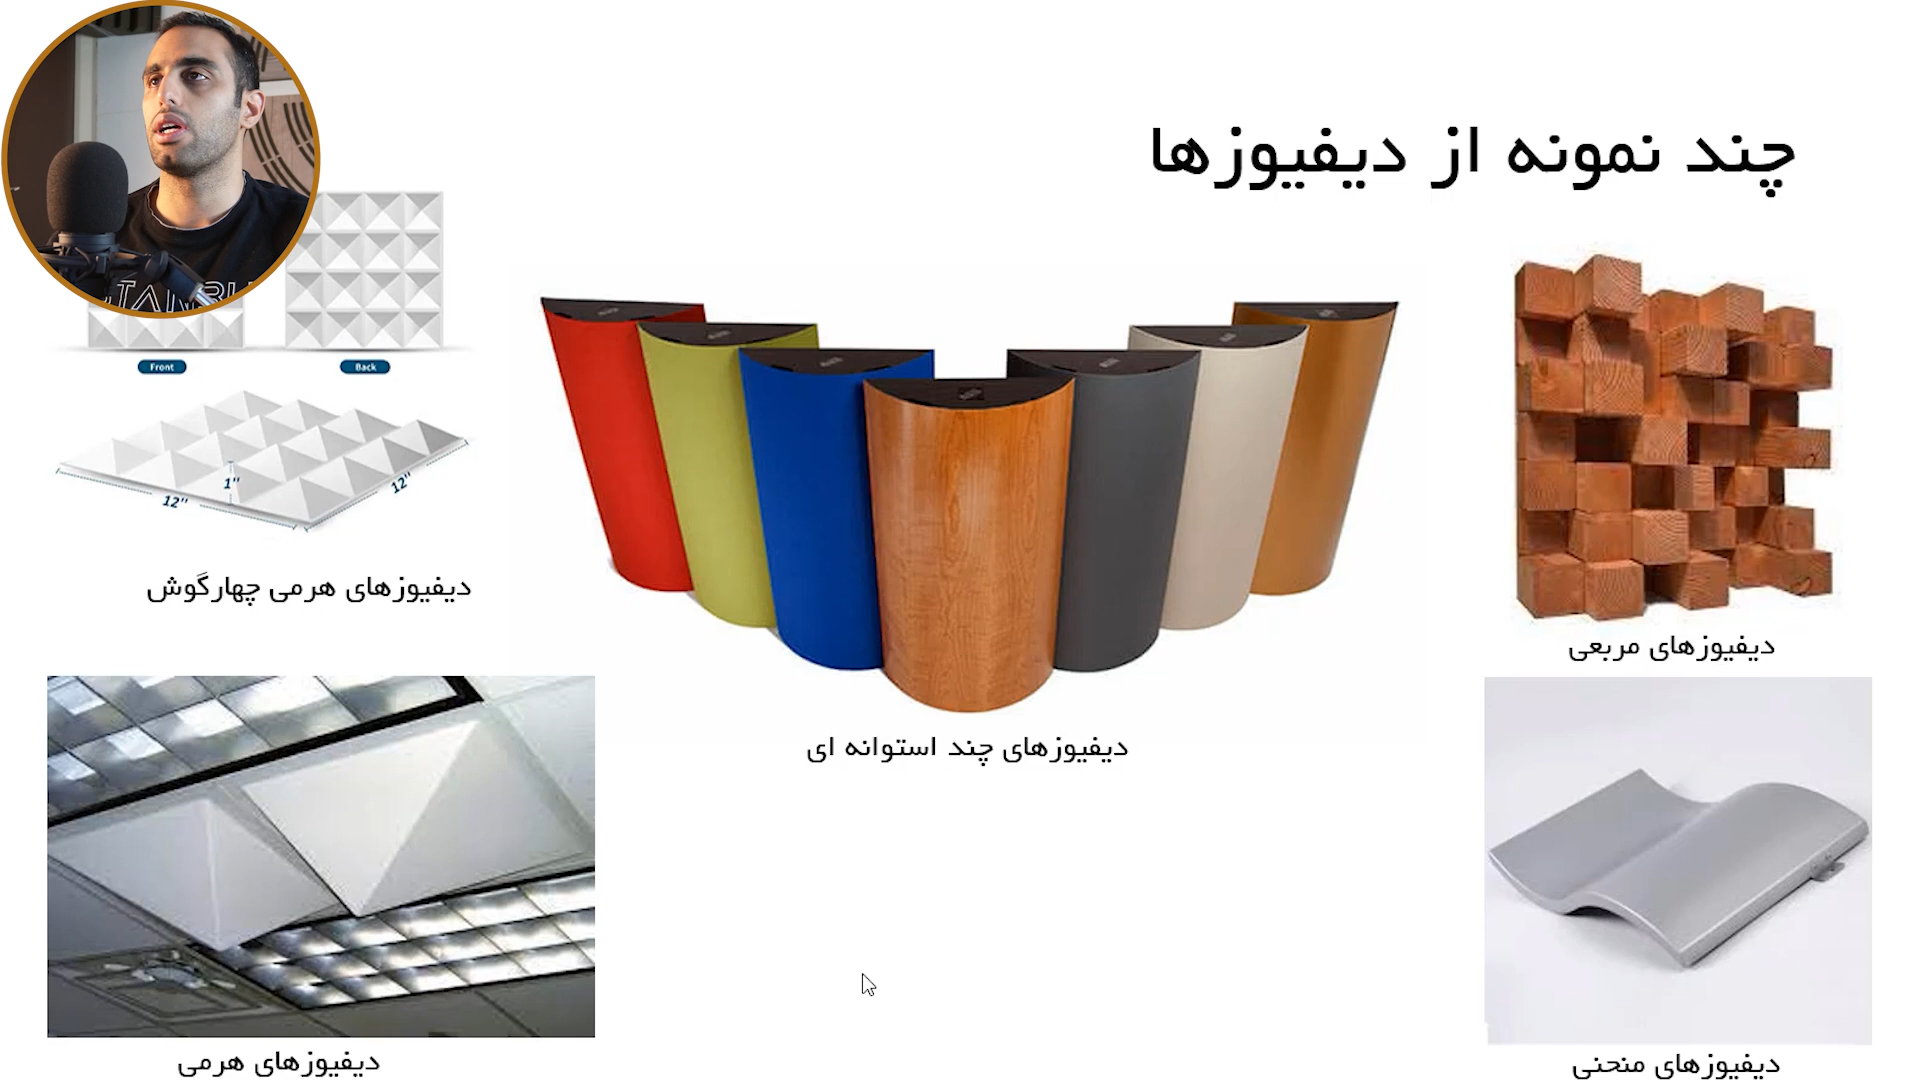 چند نمونه از دیفیوزها
Front
Back
1"
12"
12"
دیفیوزهای هرمی چهارگوش
دیفیوزهای چند استوانه ای
دیفیوزهای مربعی
دیفیوزهای هرمی
دیفیوزهای منحنی